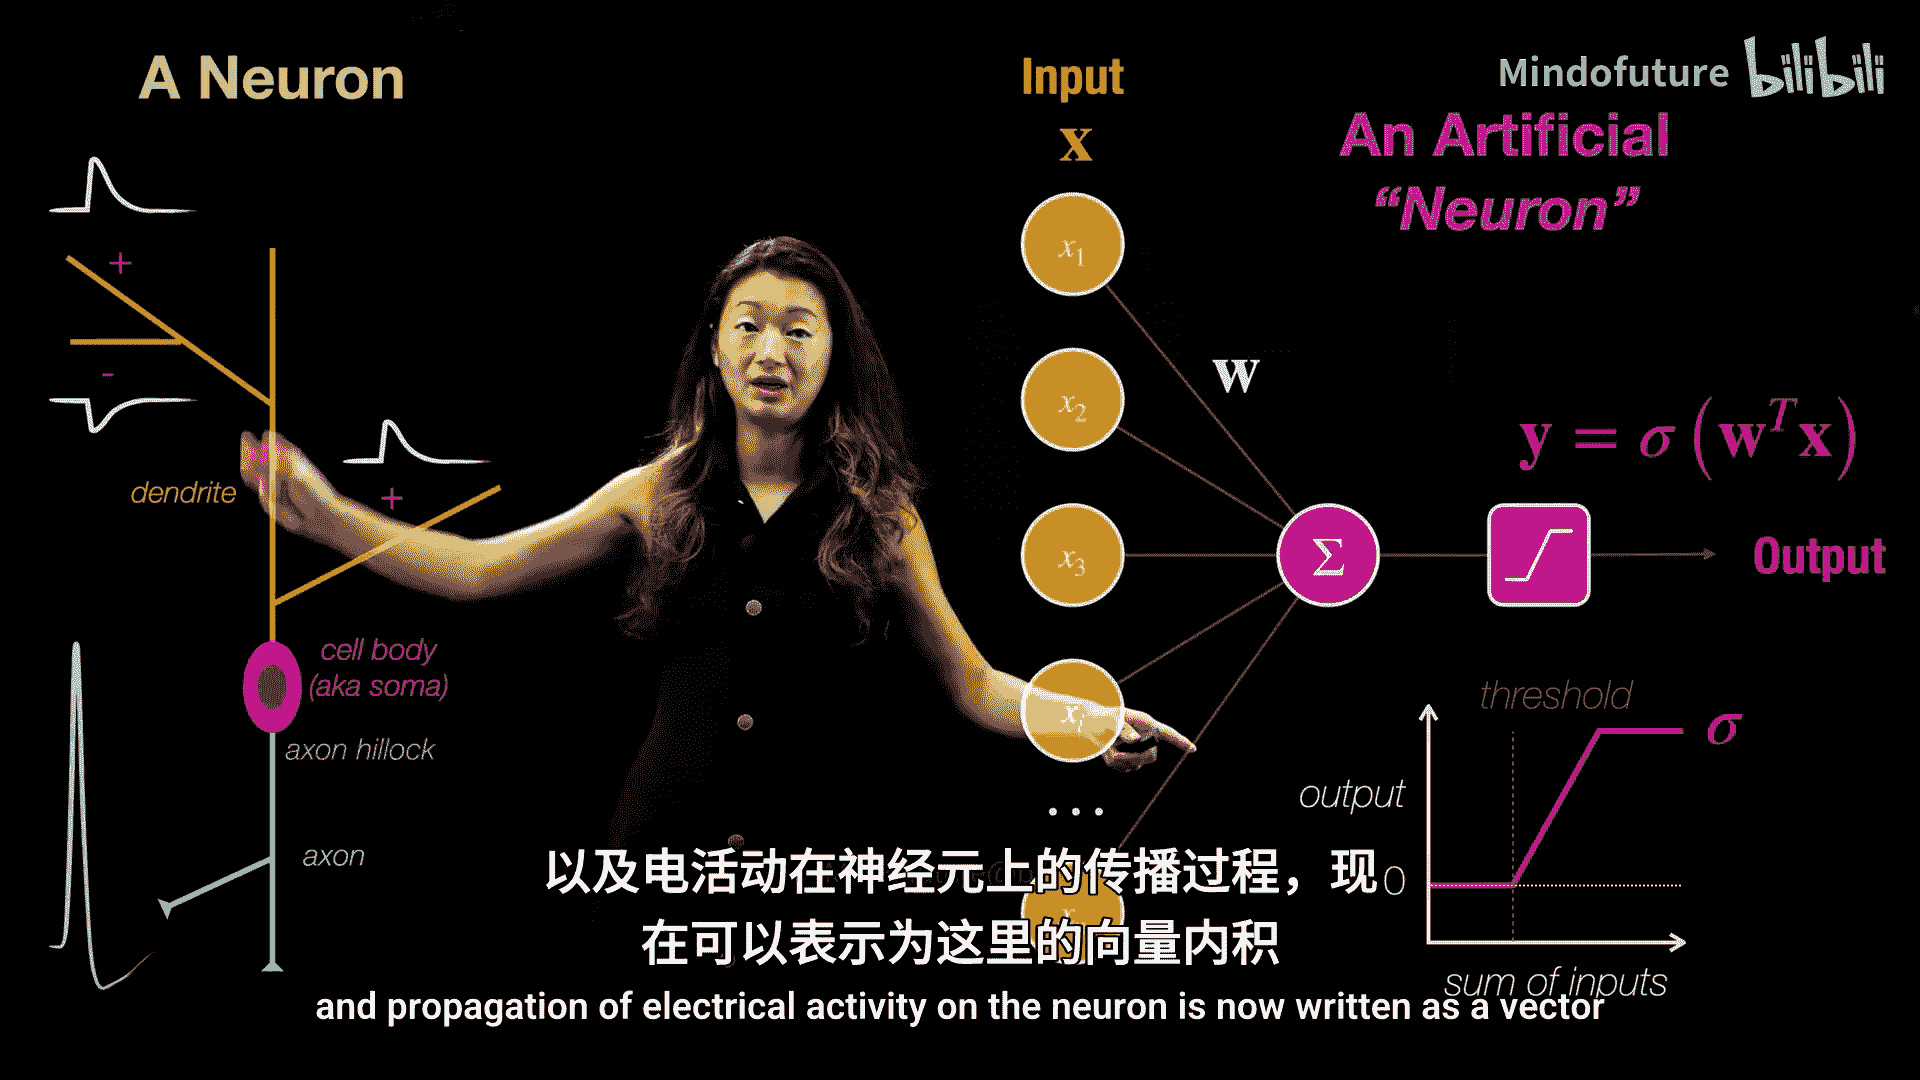 A Neuron
Input
x
Mindofuture bilibili
An Artificial
“Neuron”
+
-
+
dendrite
cell body
(aka soma)
axon hillock
axon
x₁
x₂
x₃
xᵢ
...
w
Σ
y = σ (wᵀx)
Output
threshold
σ
output
0
sum of inputs
以及电活动在神经元上的传播过程，现
在可以表示为这里的向量内积
and propagation of electrical activity on the neuron is now written as a vector